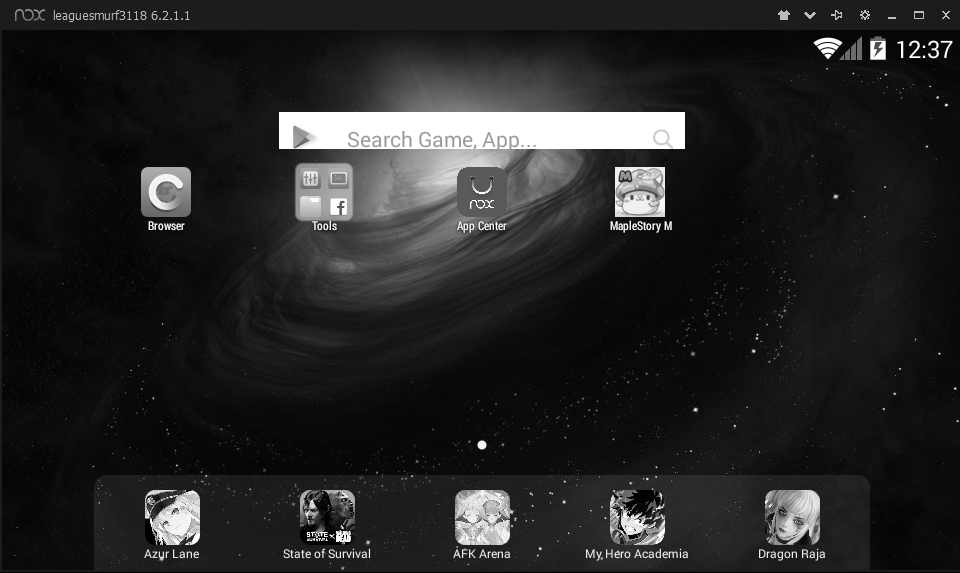 nox leaguesmurf3118 6.2.1.1
12:37
Search Game, App...
Browser
Tools
App Center
MapleStory M
Azur Lane
State of Survival
AFK Arena
My Hero Academia
Dragon Raja